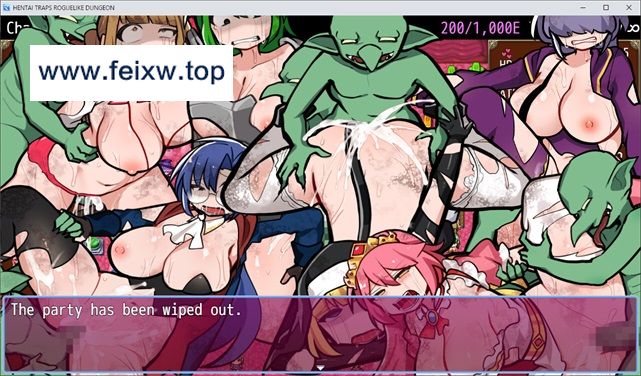 HENTAI TRAPS ROGUELIKE DUNGEON
200/1,000E
www.feixw.top
The party has been wiped out.